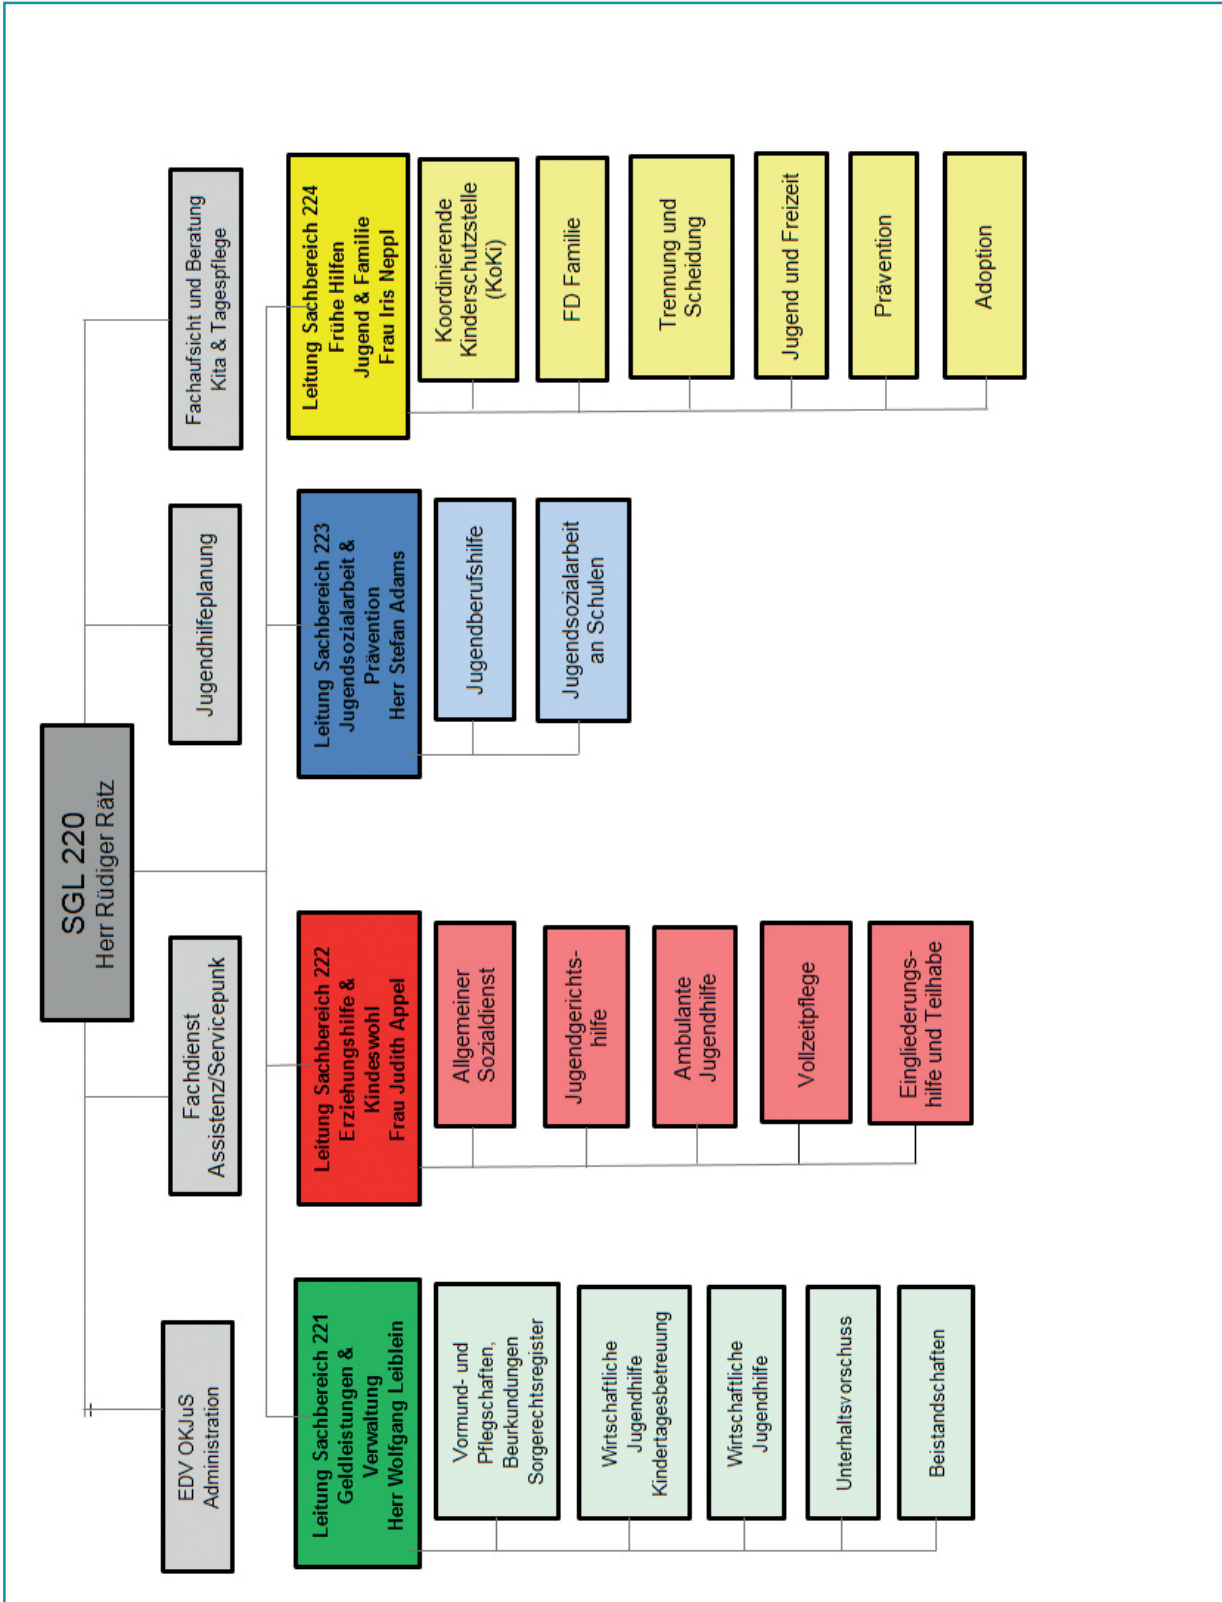 SGL 220
Herr Rüdiger Rätz
EDV OKJuS
Administration
Fachdienst
Assistenz/Servicepunk
Jugendhilfeplanung
Fachaufsicht und Beratung
Kita & Tagespflege
Leitung Sachbereich 221
Geldleistungen &
Verwaltung
Herr Wolfgang Leiblein
Vormund- und
Pflegschaften,
Beurkundungen
Sorgerechtsregister
Wirtschaftliche
Jugendhilfe
Kindertagesbetreuung
Wirtschaftliche
Jugendhilfe
Unterhaltsvorschuss
Beistandschaften
Leitung Sachbereich 222
Erziehungshilfe &
Kindeswohl
Frau Judith Appel
Allgemeiner
Sozialdienst
Jugendgerichts-
hilfe
Ambulante
Jugendhilfe
Vollzeitpflege
Eingliederungs-
hilfe und Teilhabe
Leitung Sachbereich 223
Jugendsozialarbeit &
Prävention
Herr Stefan Adams
Jugendberufshilfe
Jugendsozialarbeit
an Schulen
Leitung Sachbereich 224
Frühe Hilfen
Jugend & Familie
Frau Iris Neppl
Koordinierende
Kinderschutzstelle
(KoKi)
FD Familie
Trennung und
Scheidung
Jugend und Freizeit
Prävention
Adoption